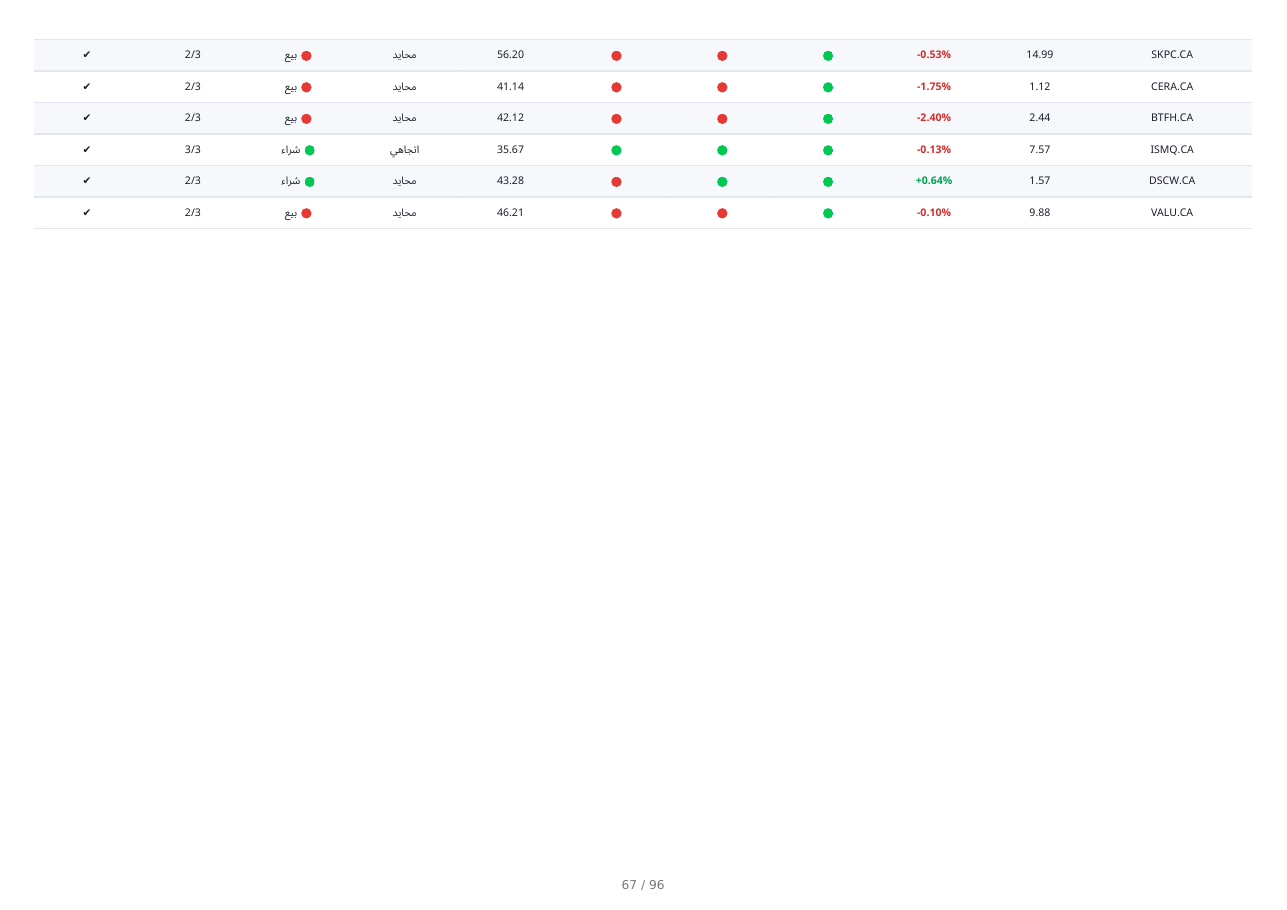 SKPC.CA 14.99 -0.53% 56.20 محايد بيع 2/3 ✔
CERA.CA 1.12 -1.75% 41.14 محايد بيع 2/3 ✔
BTFH.CA 2.44 -2.40% 42.12 محايد بيع 2/3 ✔
ISMQ.CA 7.57 -0.13% 35.67 اتجاهي شراء 3/3 ✔
DSCW.CA 1.57 +0.64% 43.28 محايد شراء 2/3 ✔
VALU.CA 9.88 -0.10% 46.21 محايد بيع 2/3 ✔
67 / 96